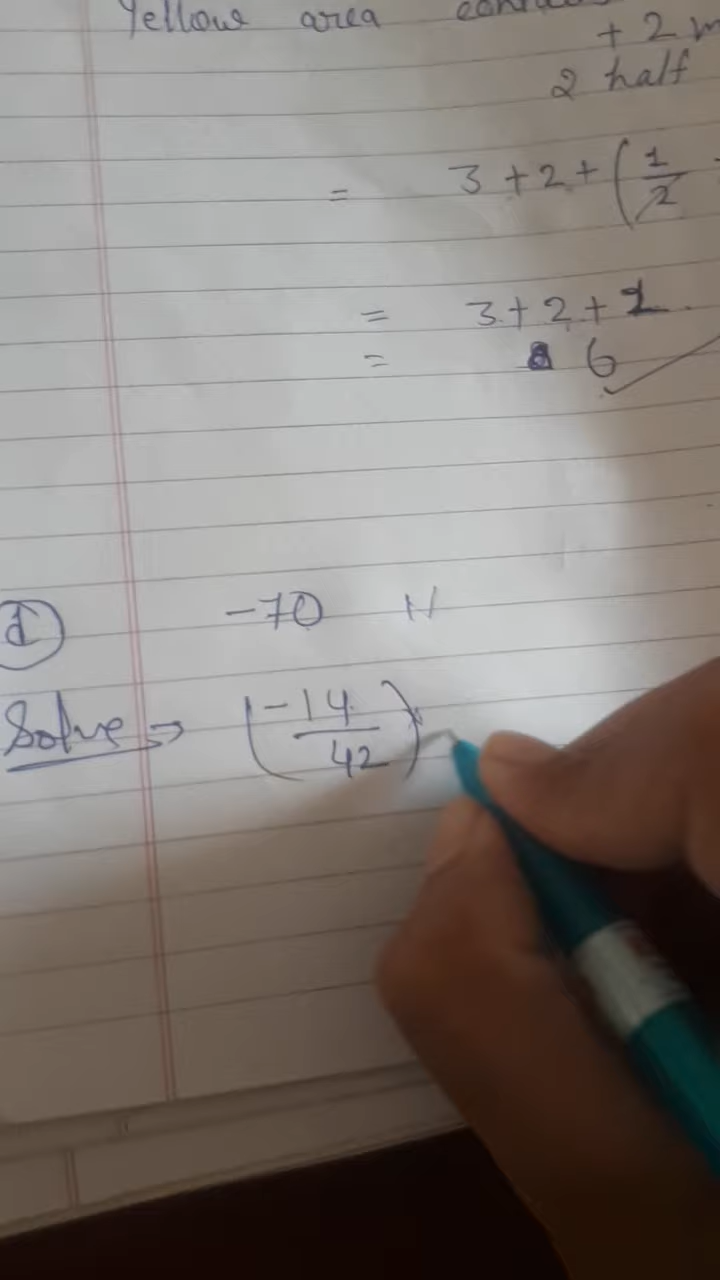 Yellow area
+ 2
2 half
= 3 + 2 + ( 1/2
= 3 + 2 + 1
= 6
d -70 N
Solve → ( -14/42 )